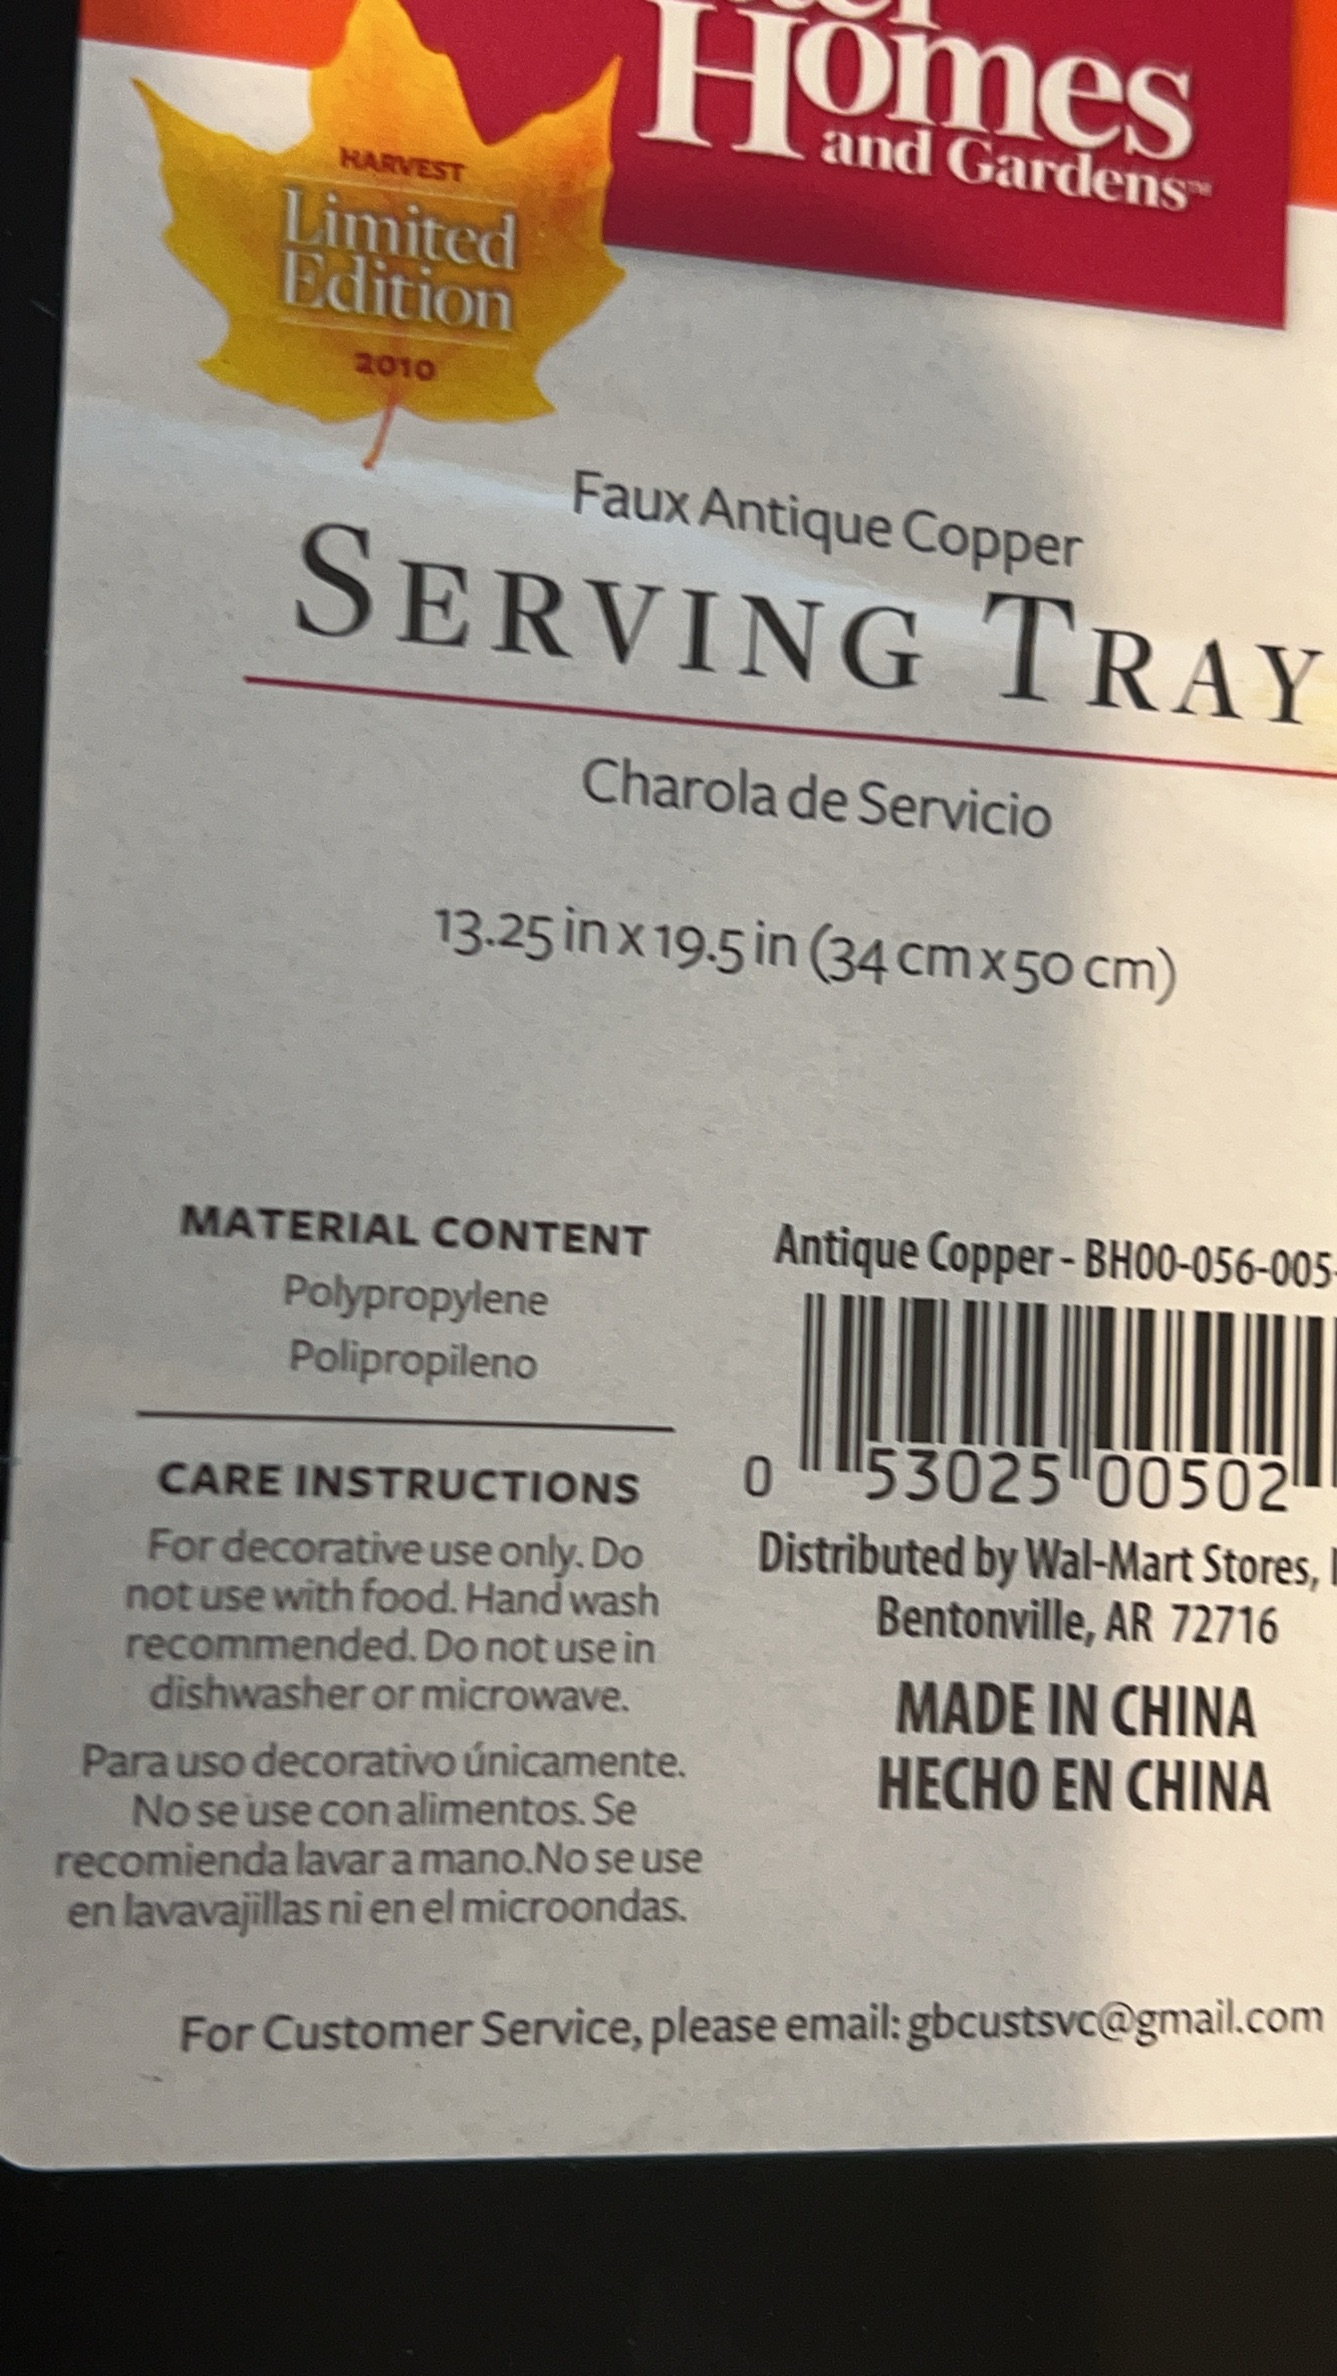 Homes
and Gardens™
HARVEST
Limited
Edition
2010
Faux Antique Copper
SERVING TRAY
Charola de Servicio
13.25 in x 19.5 in (34 cm x 50 cm)
MATERIAL CONTENT
Polypropylene
Polipropileno
CARE INSTRUCTIONS
For decorative use only. Do
not use with food. Hand wash
recommended. Do not use in
dishwasher or microwave.
Para uso decorativo únicamente.
No se use con alimentos. Se
recomienda lavar a mano.No se use
en lavavajillas ni en el microondas.
Antique Copper - BH00-056-005-
0 53025 00502
Distributed by Wal-Mart Stores,
Bentonville, AR 72716
MADE IN CHINA
HECHO EN CHINA
For Customer Service, please email: gbcustsvc@gmail.com